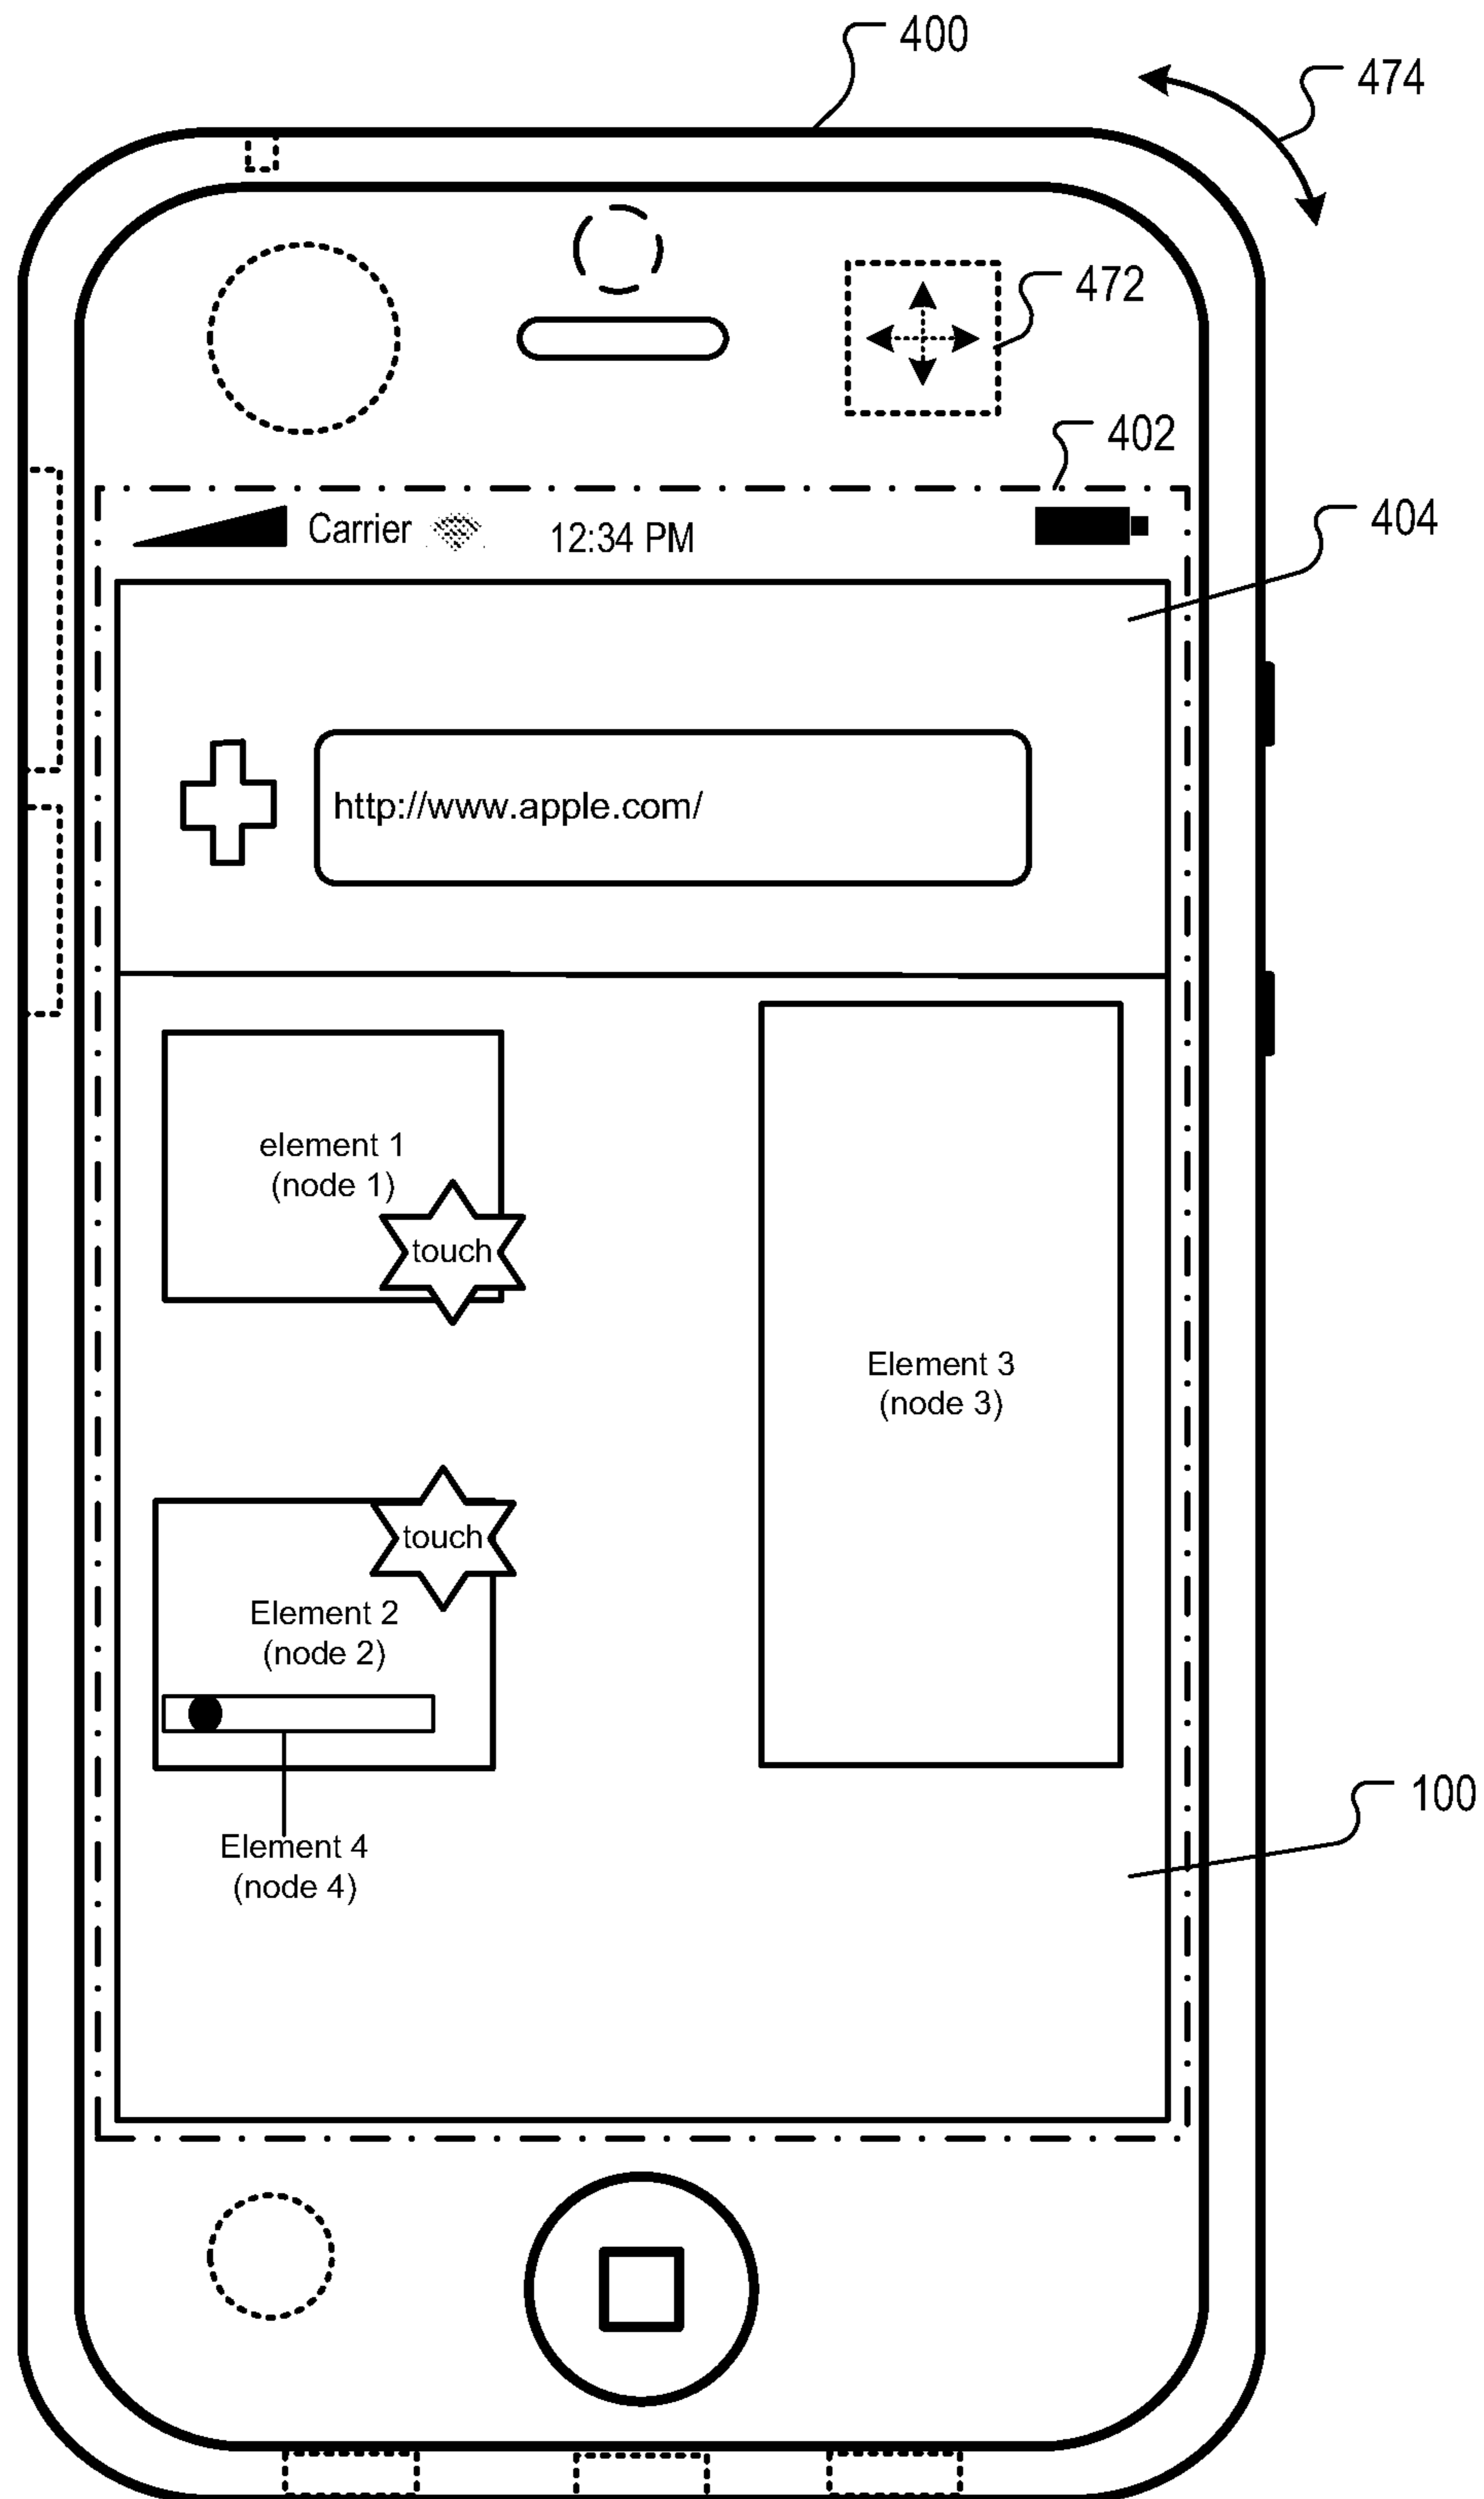 400
474
472
402
Carrier 12:34 PM
404
http://www.apple.com/
element 1
(node 1)
touch
Element 3
(node 3)
touch
Element 2
(node 2)
100
Element 4
(node 4)